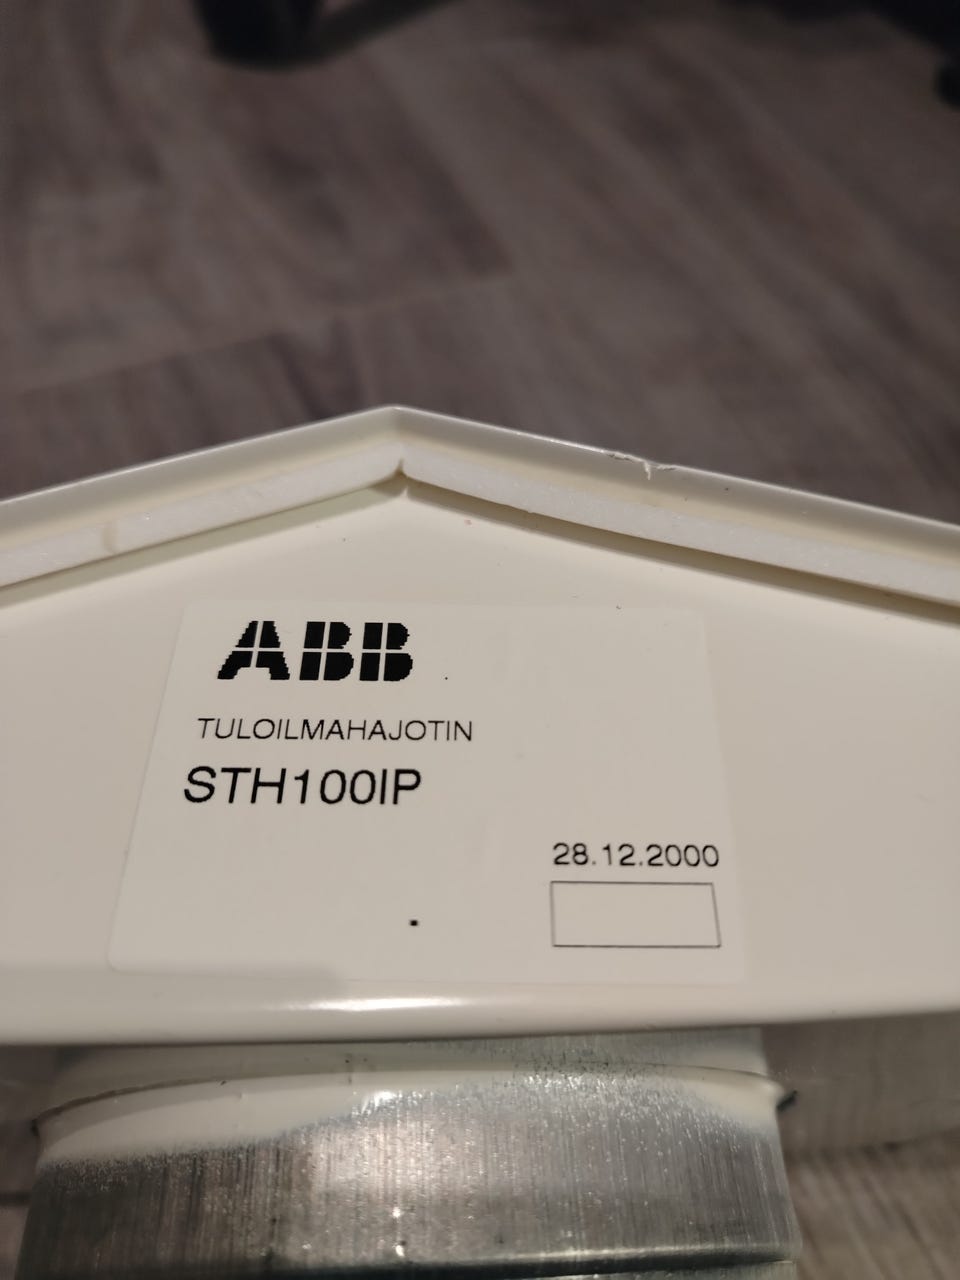 ABB
TULOILMAHAJOTIN
STH100IP
28.12.2000